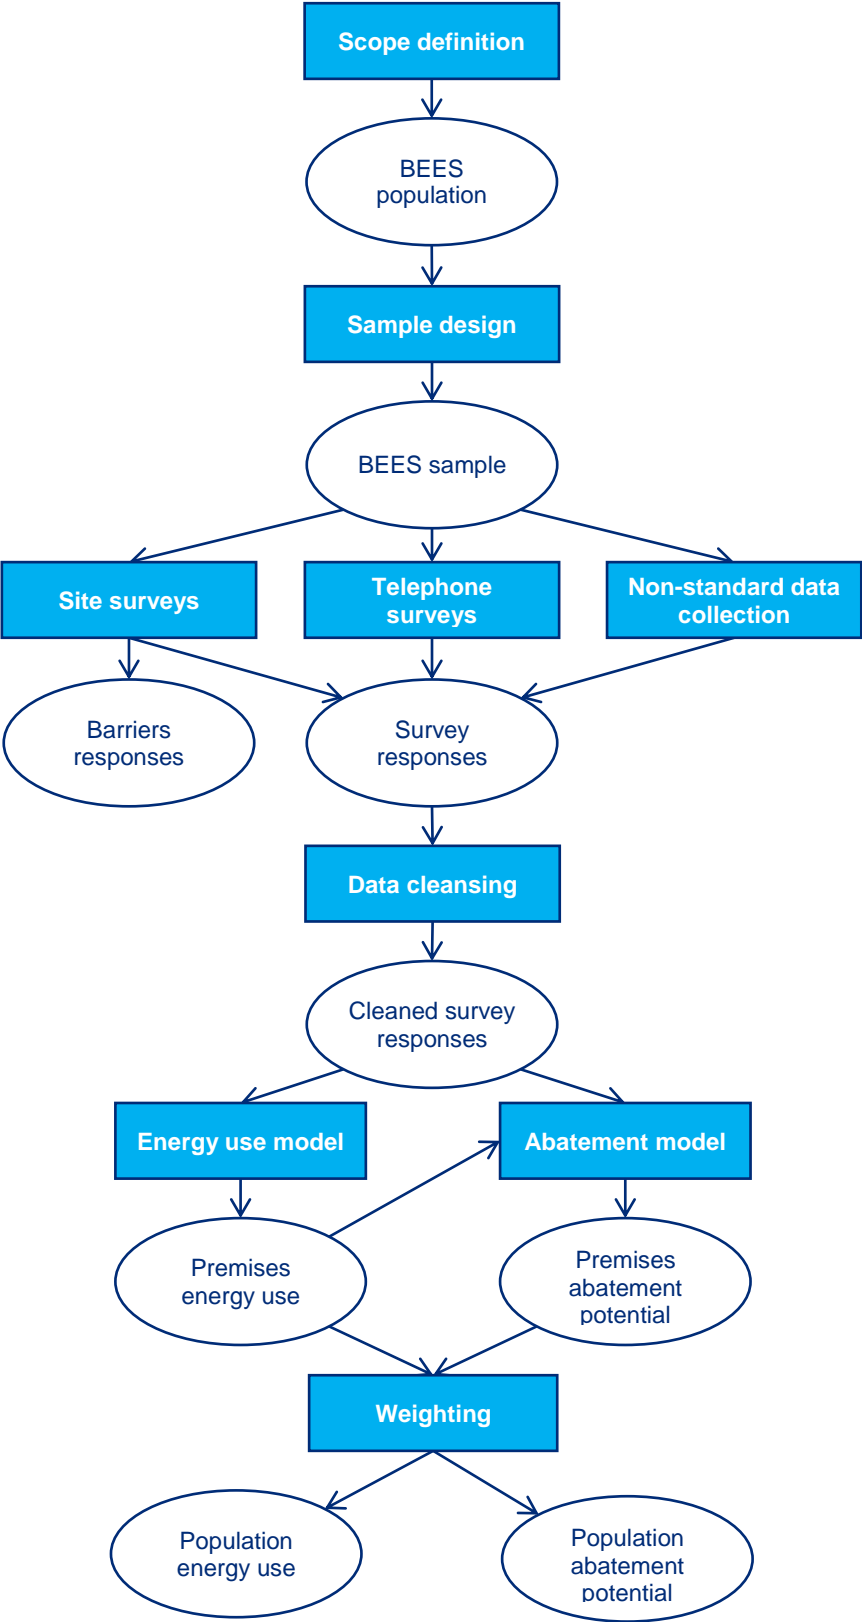 Scope definition
BEES
population
Sample design
BEES sample
Site surveys
Telephone
surveys
Non-standard data
collection
Barriers
responses
Survey
responses
Data cleansing
Cleaned survey
responses
Energy use model
Abatement model
Premises
energy use
Premises
abatement
potential
Weighting
Population
energy use
Population
abatement
potential